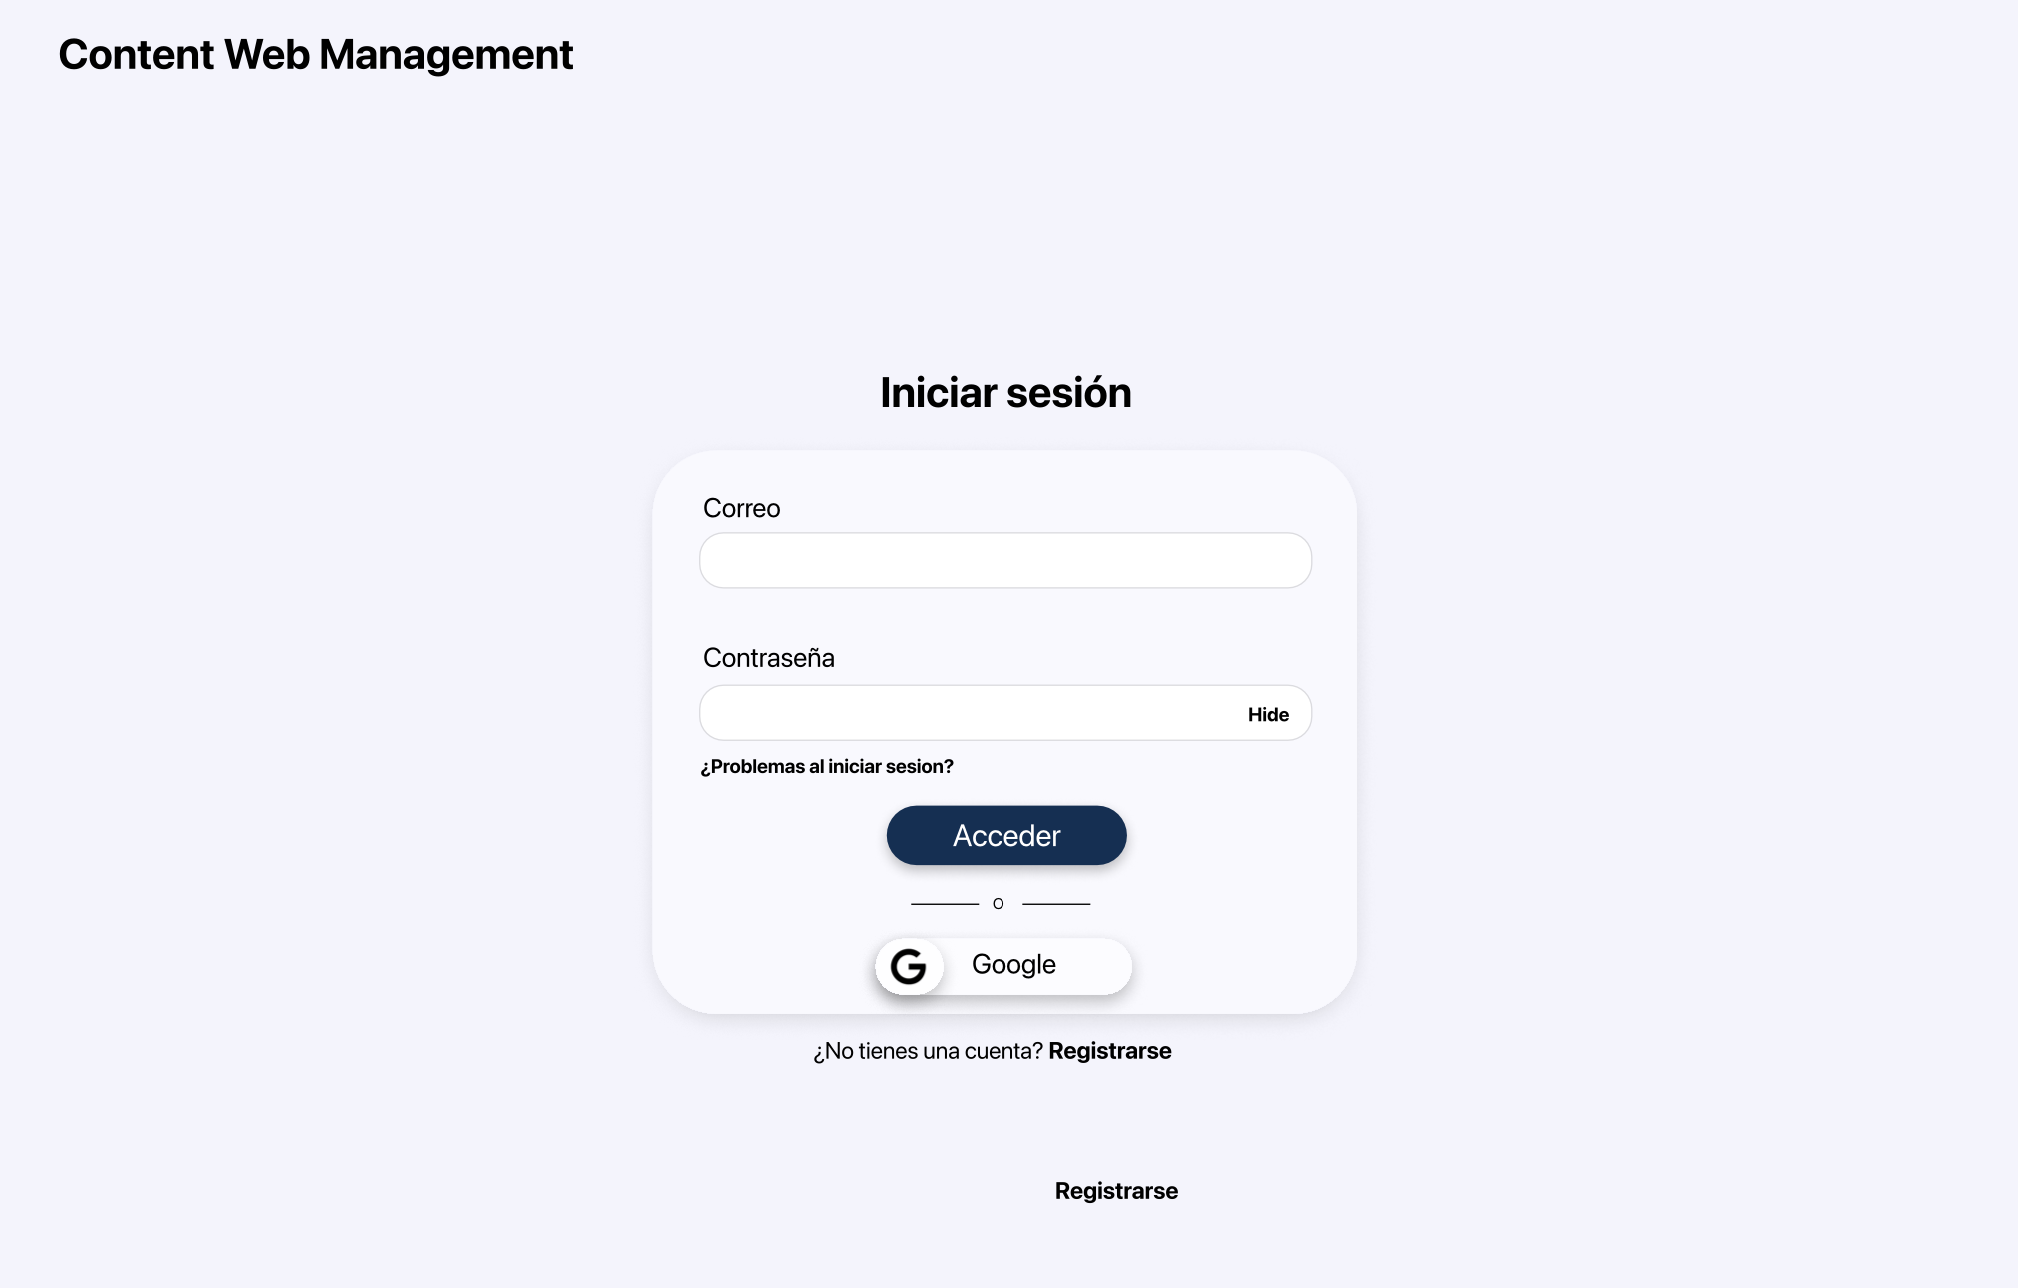 Content Web Management
Iniciar sesión
Correo
Contraseña
Hide
¿Problemas al iniciar sesion?
Acceder
O
G Google
¿No tienes una cuenta? Registrarse
Registrarse